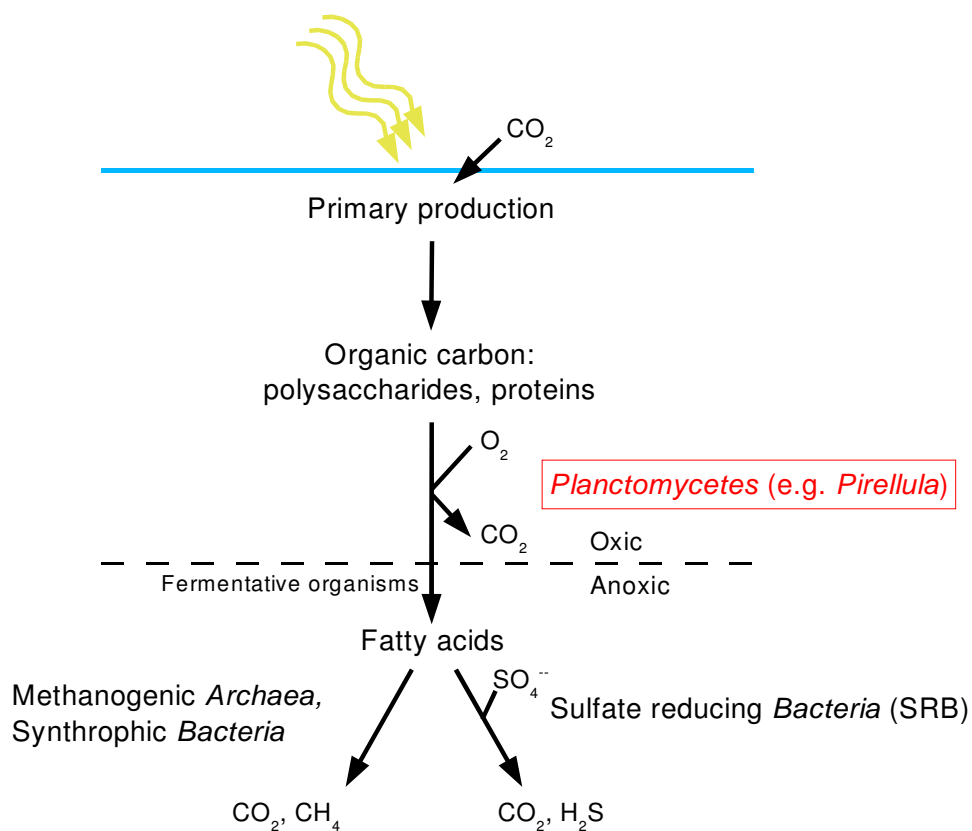 CO₂
Primary production
Organic carbon:
polysaccharides, proteins
O₂
Planctomycetes (e.g. Pirellula)
CO₂
Oxic
Fermentative organisms
Anoxic
Fatty acids
SO₄⁻⁻
Methanogenic Archaea,
Synthrophic Bacteria
Sulfate reducing Bacteria (SRB)
CO₂, CH₄
CO₂, H₂S